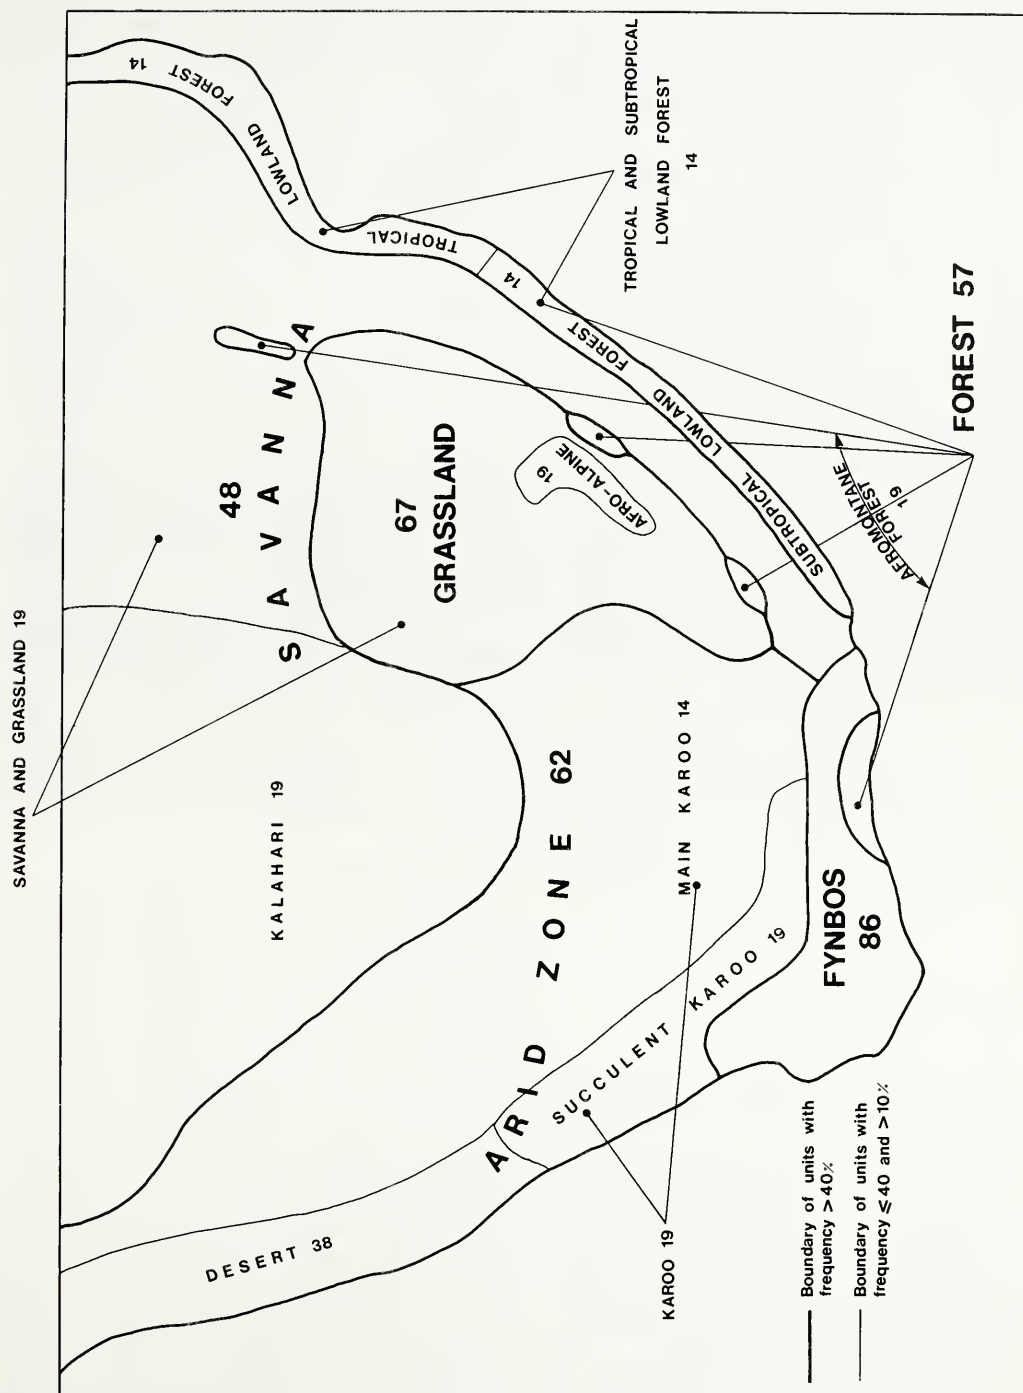 SAVANNA AND GRASSLAND 19
48
SAVANNA
LOWLAND FOREST 14
KALAHARI 19
67
GRASSLAND
TROPICAL
14
AFRO-ALPINE
19
DESERT 38
ARID ZONE 62
SUBTROPICAL LOWLAND FOREST
TROPICAL AND SUBTROPICAL
LOWLAND FOREST
14
SUCCULENT KAROO 19
MAIN KAROO 14
KAROO 19
FYNBOS
86
AFROMONTANE
FOREST
19
FOREST 57
Boundary of units with
frequency >40%
Boundary of units with
frequency ⩽40 and >10%